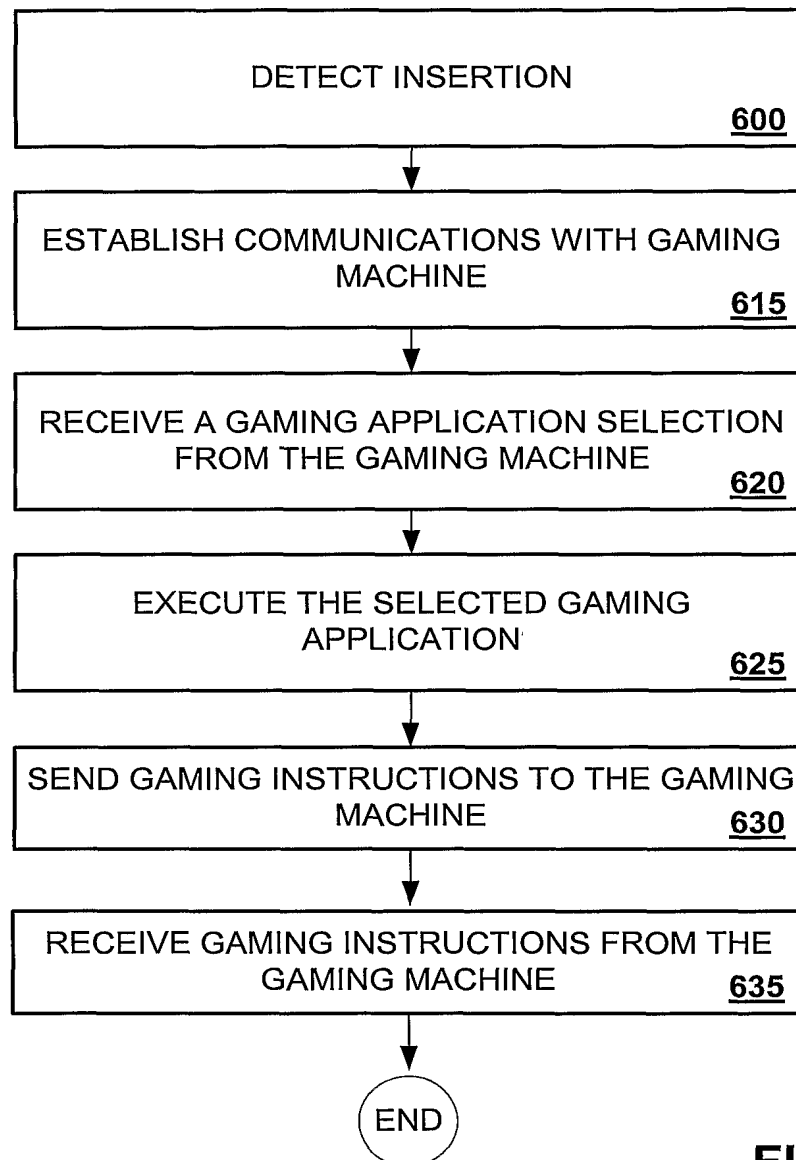 DETECT INSERTION
600
ESTABLISH COMMUNICATIONS WITH GAMING
MACHINE
615
RECEIVE A GAMING APPLICATION SELECTION
FROM THE GAMING MACHINE
620
EXECUTE THE SELECTED GAMING
APPLICATION
625
SEND GAMING INSTRUCTIONS TO THE GAMING
MACHINE
630
RECEIVE GAMING INSTRUCTIONS FROM THE
GAMING MACHINE
635
END